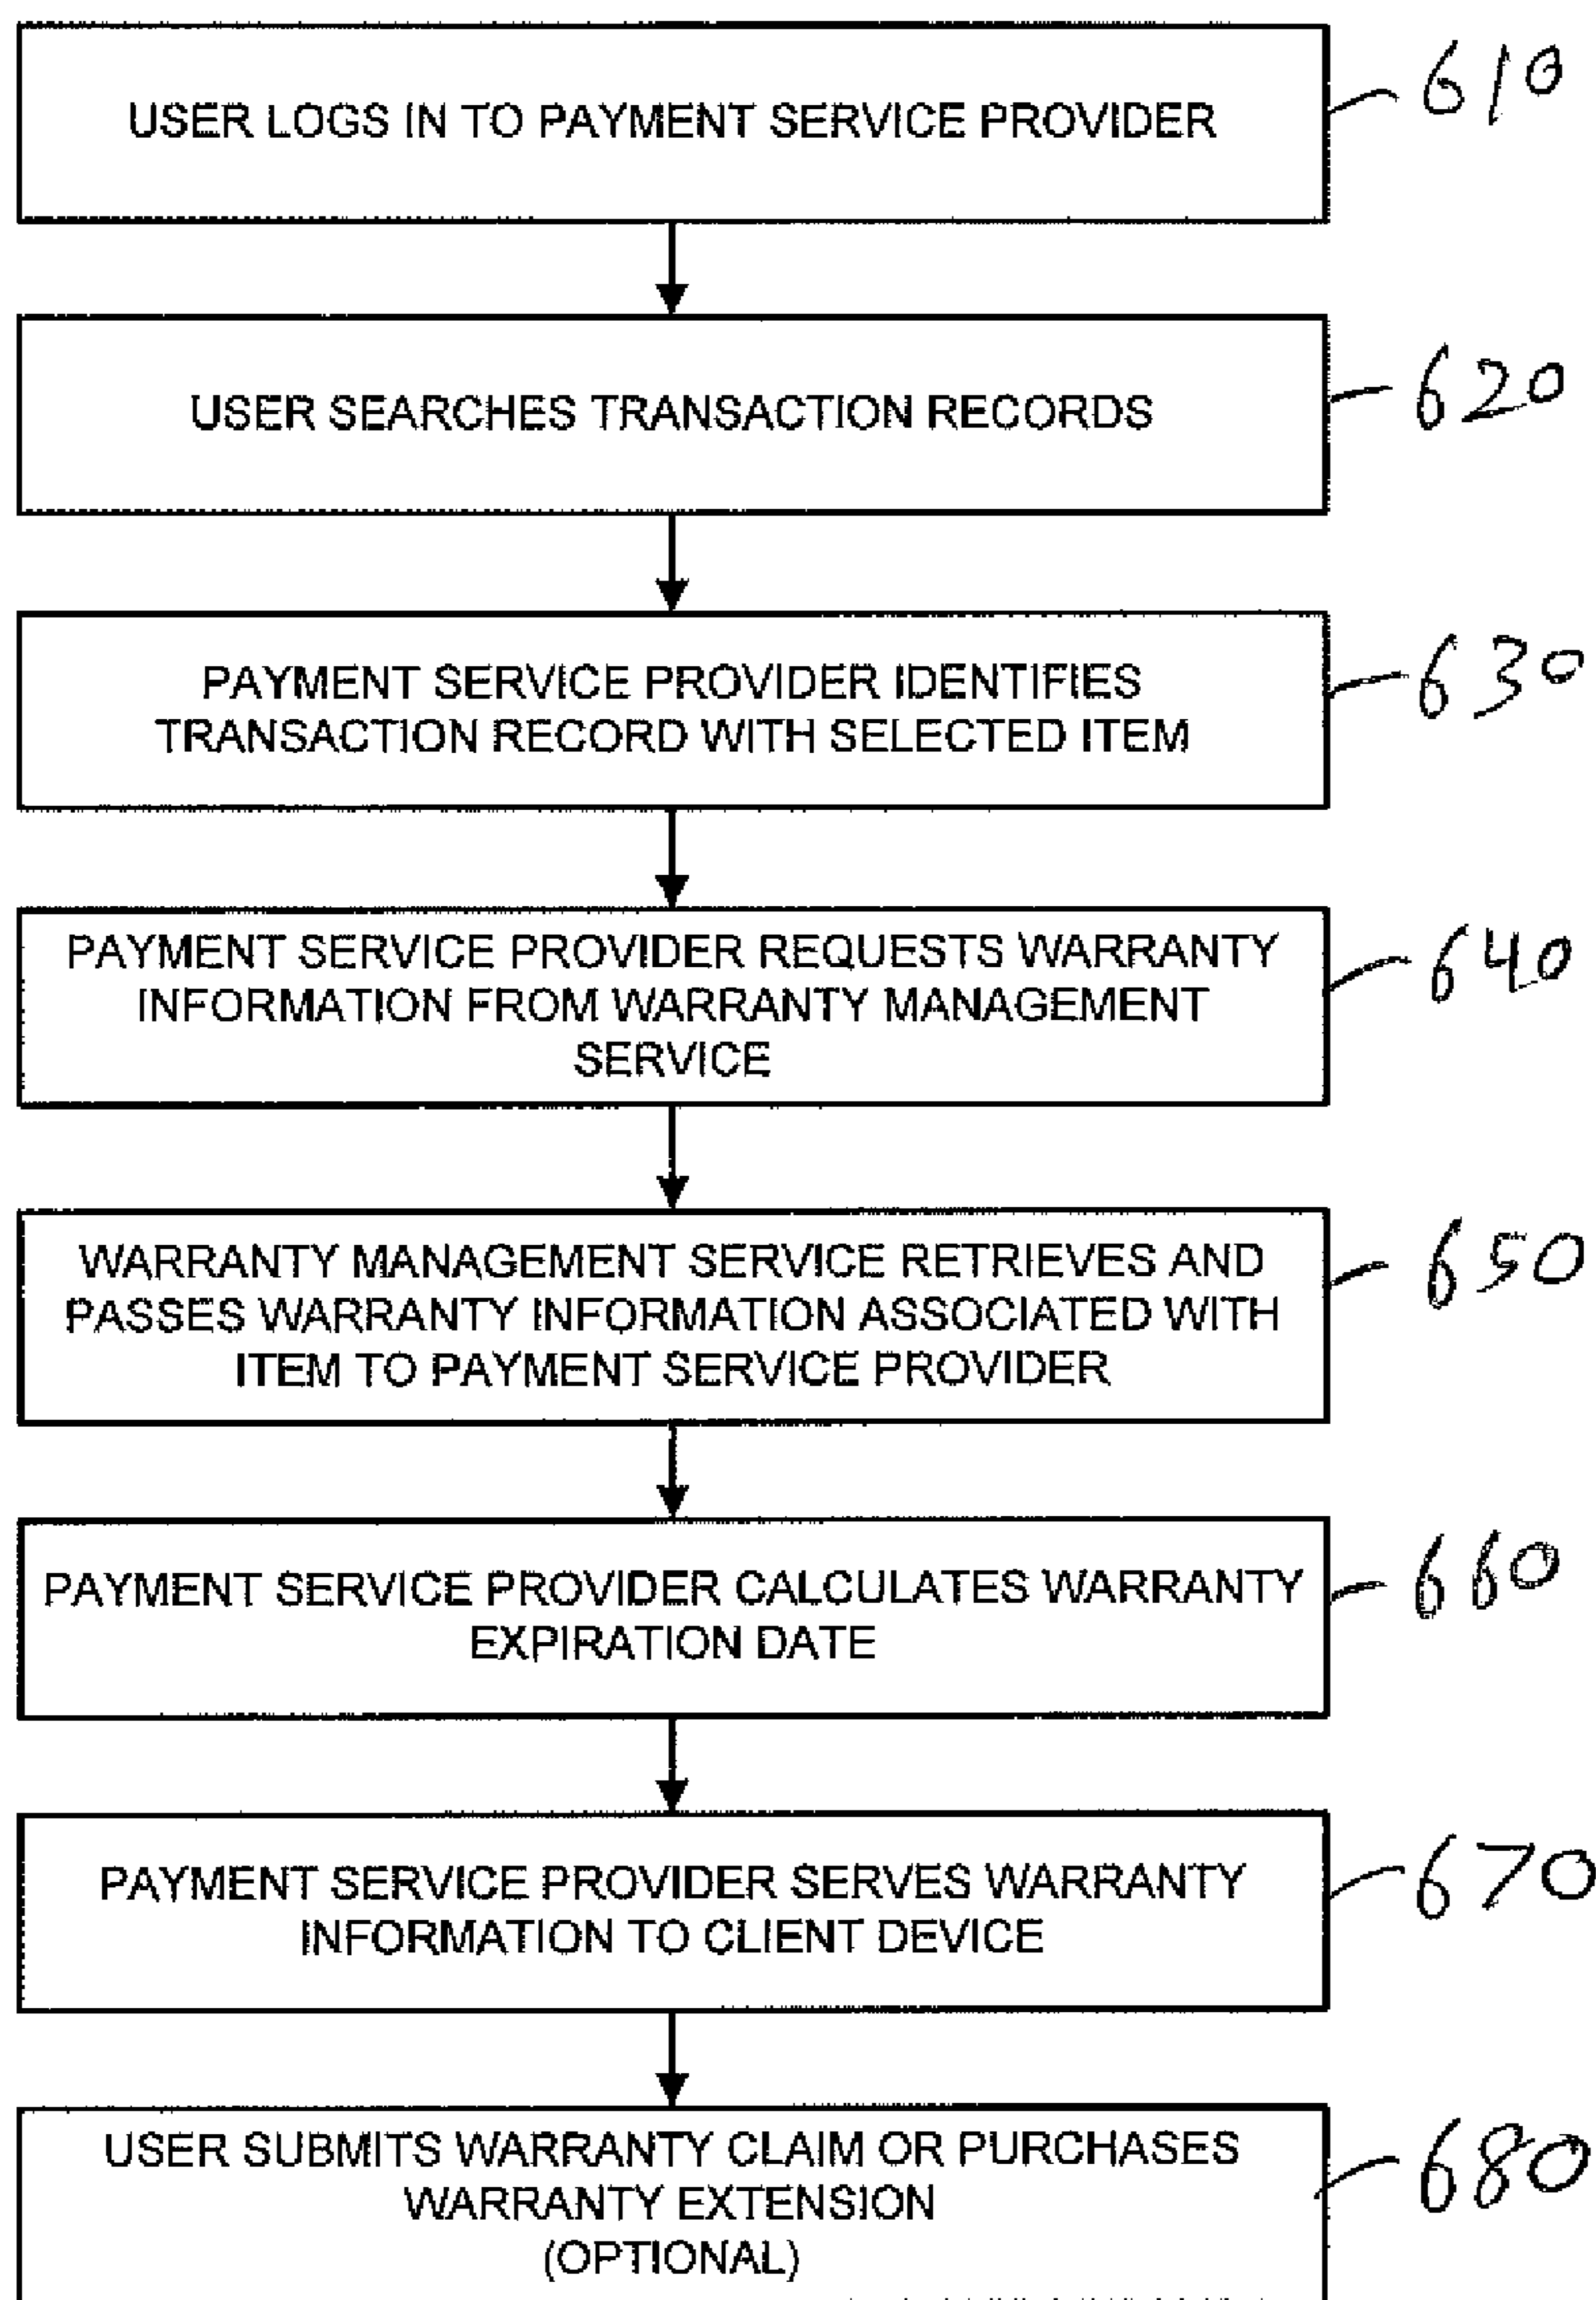 USER LOGS IN TO PAYMENT SERVICE PROVIDER
610
USER SEARCHES TRANSACTION RECORDS
620
PAYMENT SERVICE PROVIDER IDENTIFIES
TRANSACTION RECORD WITH SELECTED ITEM
630
PAYMENT SERVICE PROVIDER REQUESTS WARRANTY
INFORMATION FROM WARRANTY MANAGEMENT
SERVICE
640
WARRANTY MANAGEMENT SERVICE RETRIEVES AND
PASSES WARRANTY INFORMATION ASSOCIATED WITH
ITEM TO PAYMENT SERVICE PROVIDER
650
PAYMENT SERVICE PROVIDER CALCULATES WARRANTY
EXPIRATION DATE
660
PAYMENT SERVICE PROVIDER SERVES WARRANTY
INFORMATION TO CLIENT DEVICE
670
USER SUBMITS WARRANTY CLAIM OR PURCHASES
WARRANTY EXTENSION
(OPTIONAL)
680